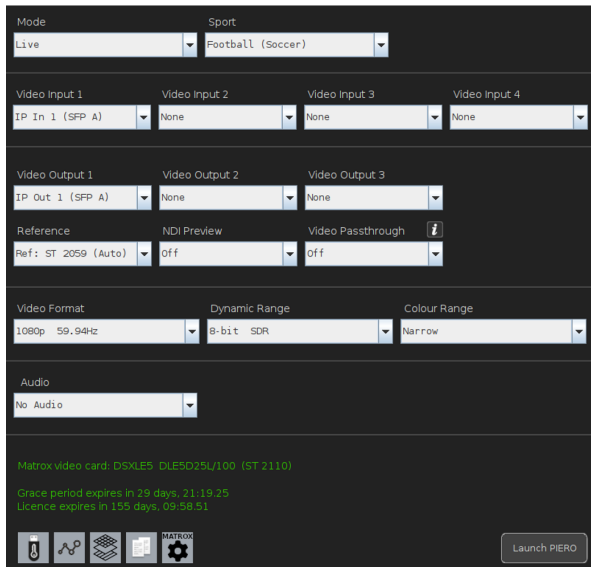 Mode Sport
Live Football (Soccer)
Video Input 1 Video Input 2 Video Input 3 Video Input 4
IP In 1 (SFP A) None None None
Video Output 1 Video Output 2 Video Output 3
IP Out 1 (SFP A) None None
Reference NDI Preview Video Passthrough i
Ref: ST 2059 (Auto) Off Off
Video Format Dynamic Range Colour Range
1080p 59.94Hz 8-bit SDR Narrow
Audio
No Audio
Matrox video card: DSXLE5 DLE5D25L/100 (ST 2110)
Grace period expires in 29 days, 21:19.25
Licence expires in 155 days, 09:58.51
MATROX
Launch PIERO